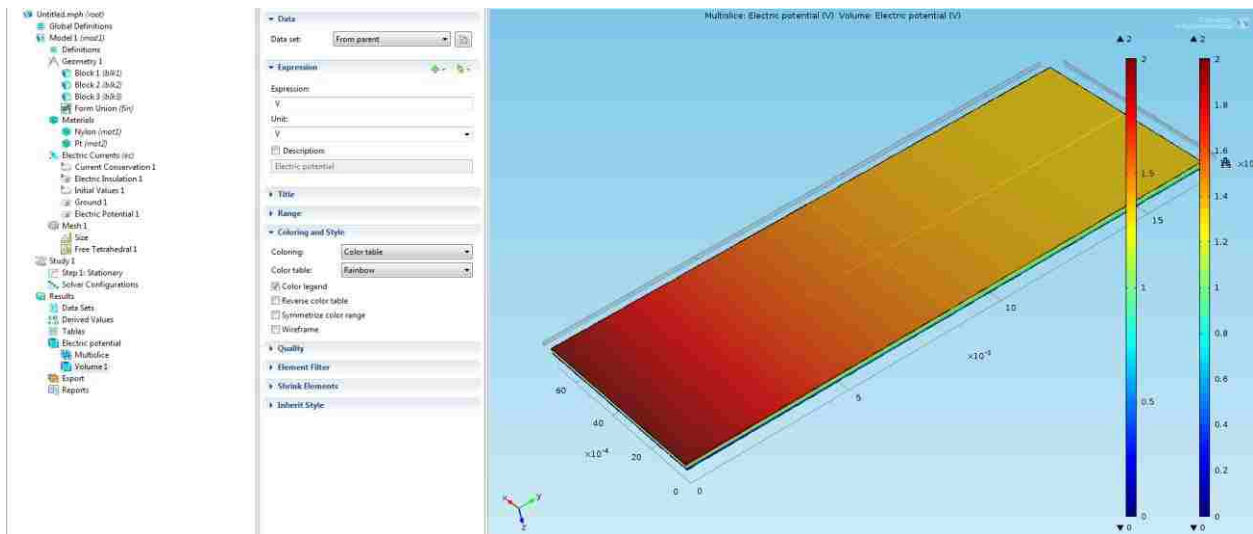 Untitled.mph (root)
Global Definitions
Model 1 (mod1)
Definitions
Geometry 1
Block 1 (blk1)
Block 2 (blk2)
Block 3 (blk3)
Form Union (fin)
Materials
Nylon (mat1)
Pt (mat2)
Electric Currents (ec)
Current Conservation 1
Electric Insulation 1
Initial Values 1
Ground 1
Electric Potential 1
Mesh 1
Size
Free Tetrahedral 1
Study 1
Step 1: Stationary
Solver Configurations
Results
Data Sets
Derived Values
Tables
Electric potential
Multislice
Volume 1
Export
Reports
Data
Data set: From parent
Expression
Expression:
V
Unit:
V
Description:
Electric potential
Title
Range
Coloring and Style
Coloring: Color table
Color table: Rainbow
Color legend
Reverse color table
Symmetrize color range
Wireframe
Quality
Element Filter
Shrink Elements
Inherit Style
Multislice: Electric potential (V) Volume: Electric potential (V)
▲ 2 ▲ 2
2 2
1.8
1.6
1.5
1.4
1.2
1 1
0.8
0.6
0.5
0.4
0.2
0 0
▼ 0 ▼ 0
15
10
×10⁻³
5
60
40
×10⁻⁴
20
0 0
x y
z